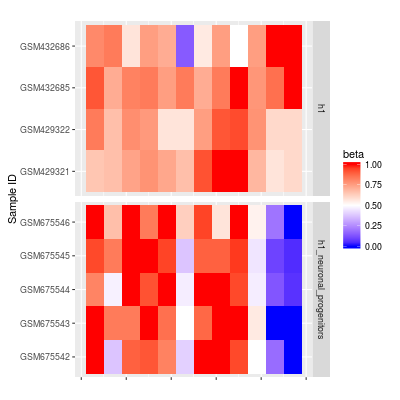 GSM432686
GSM432685
GSM429322
GSM429321
h1
GSM675546
GSM675545
GSM675544
GSM675543
GSM675542
h1_neuronal_progenitors
Sample ID
beta
1.00
0.75
0.50
0.25
0.00